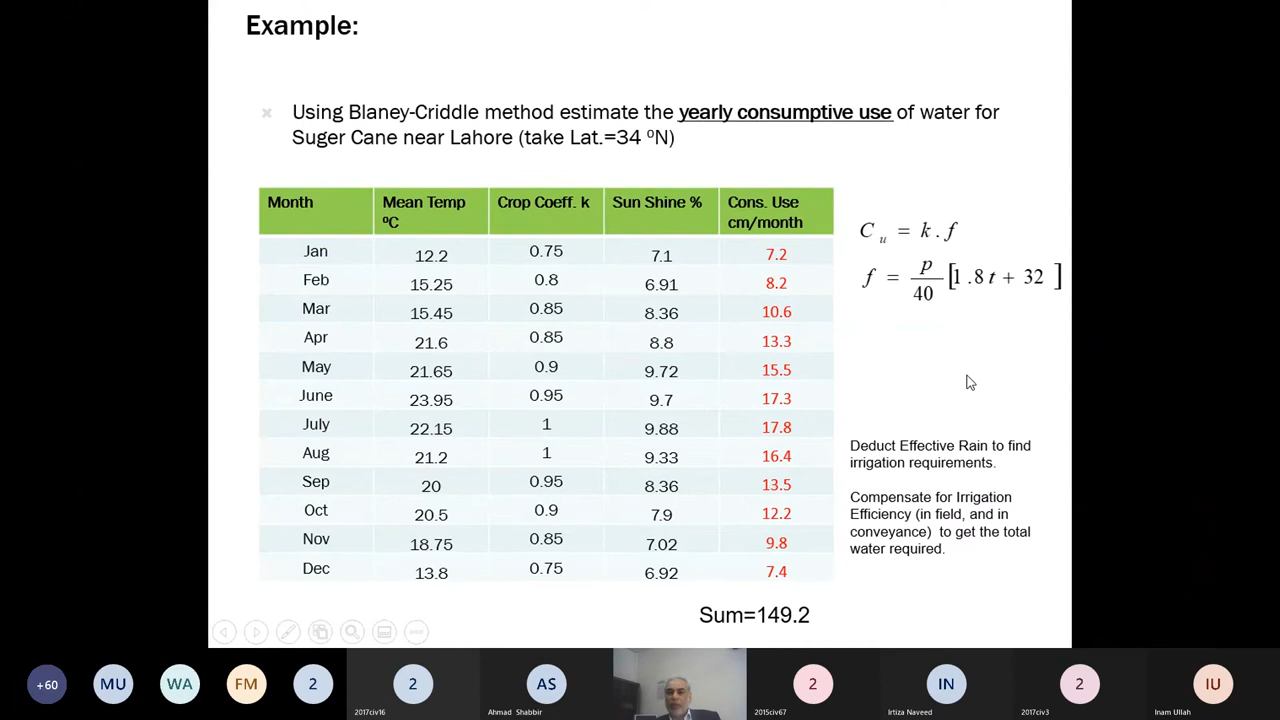 Example:
Using Blaney-Criddle method estimate the yearly consumptive use of water for
Suger Cane near Lahore (take Lat.=34 ⁰N)
Month Mean Temp ⁰C Crop Coeff. k Sun Shine % Cons. Use cm/month
Jan 12.2 0.75 7.1 7.2
Feb 15.25 0.8 6.91 8.2
Mar 15.45 0.85 8.36 10.6
Apr 21.6 0.85 8.8 13.3
May 21.65 0.9 9.72 15.5
June 23.95 0.95 9.7 17.3
July 22.15 1 9.88 17.8
Aug 21.2 1 9.33 16.4
Sep 20 0.95 8.36 13.5
Oct 20.5 0.9 7.9 12.2
Nov 18.75 0.85 7.02 9.8
Dec 13.8 0.75 6.92 7.4
Sum=149.2
C u = k . f
f = p/40 [1 .8 t + 32 ]
Deduct Effective Rain to find
irrigation requirements.
Compensate for Irrigation
Efficiency (in field, and in
conveyance) to get the total
water required.
+60 MU WA FM 2 2 AS 2 IN 2 IU
2017civ16 Ahmad Shabbir 2015civ67 Irtiza Naveed 2017civ3 Inam Ullah